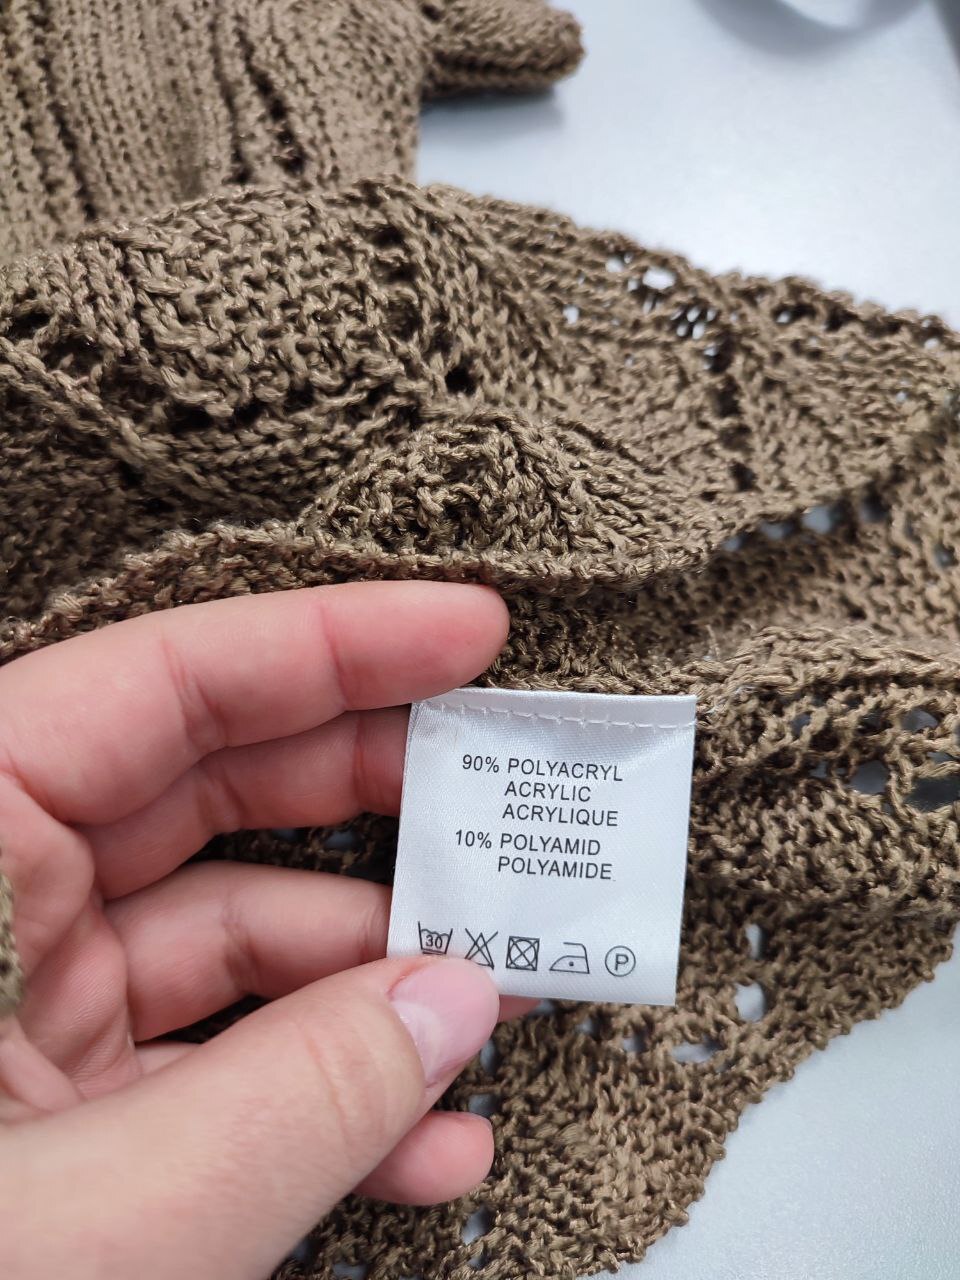 90% POLYACRYL
ACRYLIC
ACRYLIQUE
10% POLYAMID
POLYAMIDE
30 P